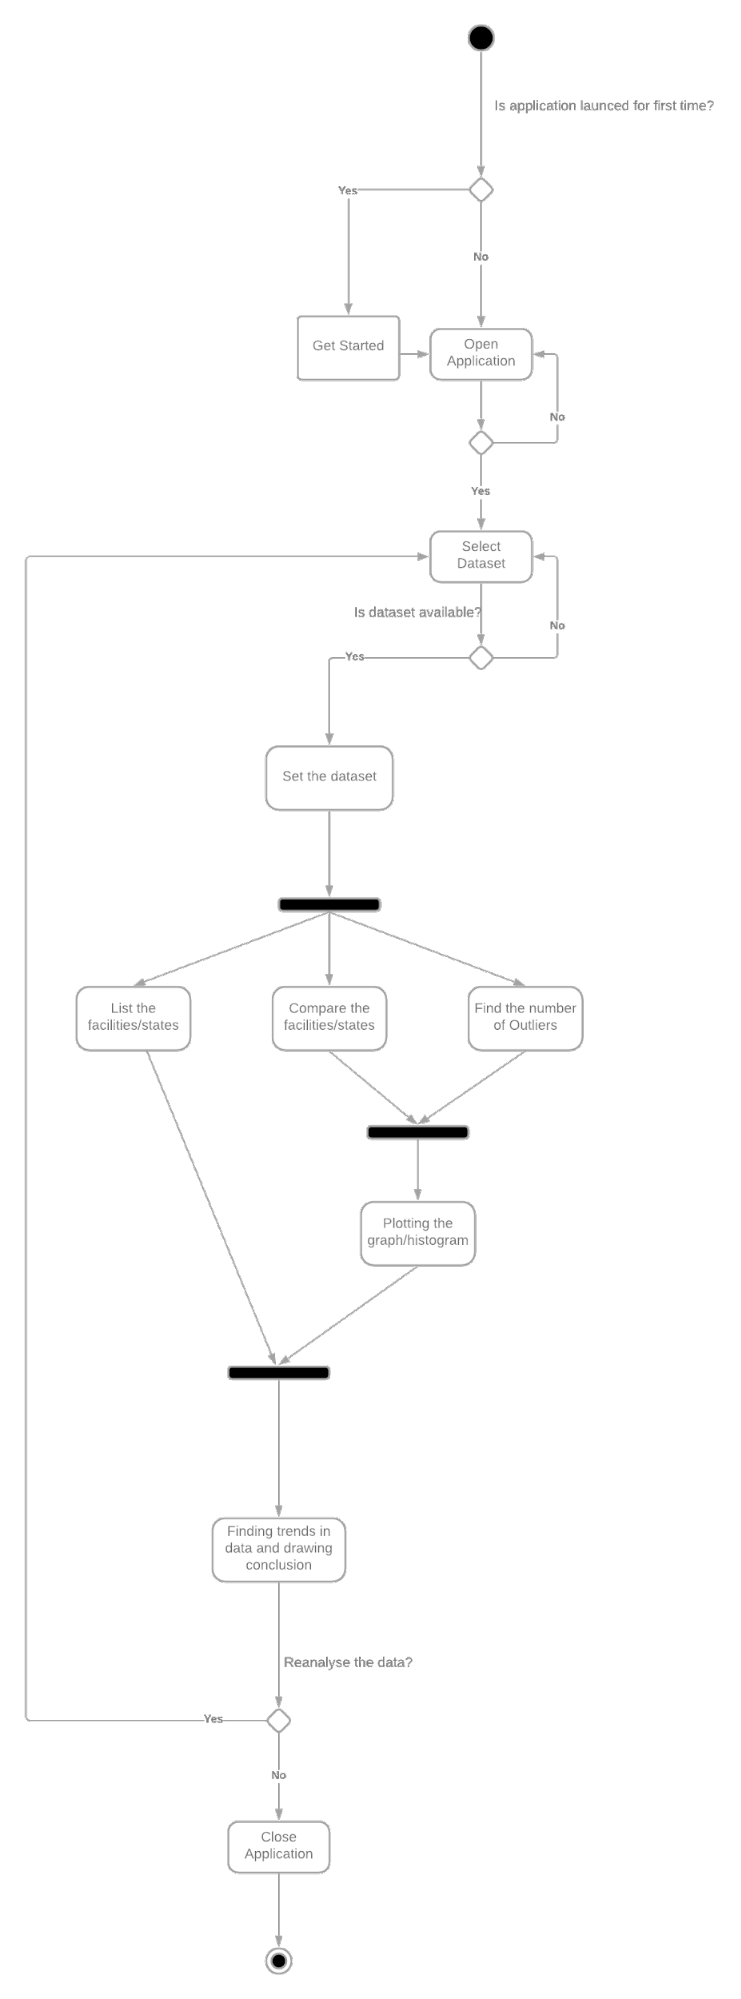 Is application launced for first time?
Yes
No
Get Started
Open
Application
No
Yes
Select
Dataset
Is dataset available?
No
Yes
Set the dataset
List the
facilities/states
Compare the
facilities/states
Find the number
of Outliers
Plotting the
graph/histogram
Finding trends in
data and drawing
conclusion
Reanalyse the data?
Yes
No
Close
Application